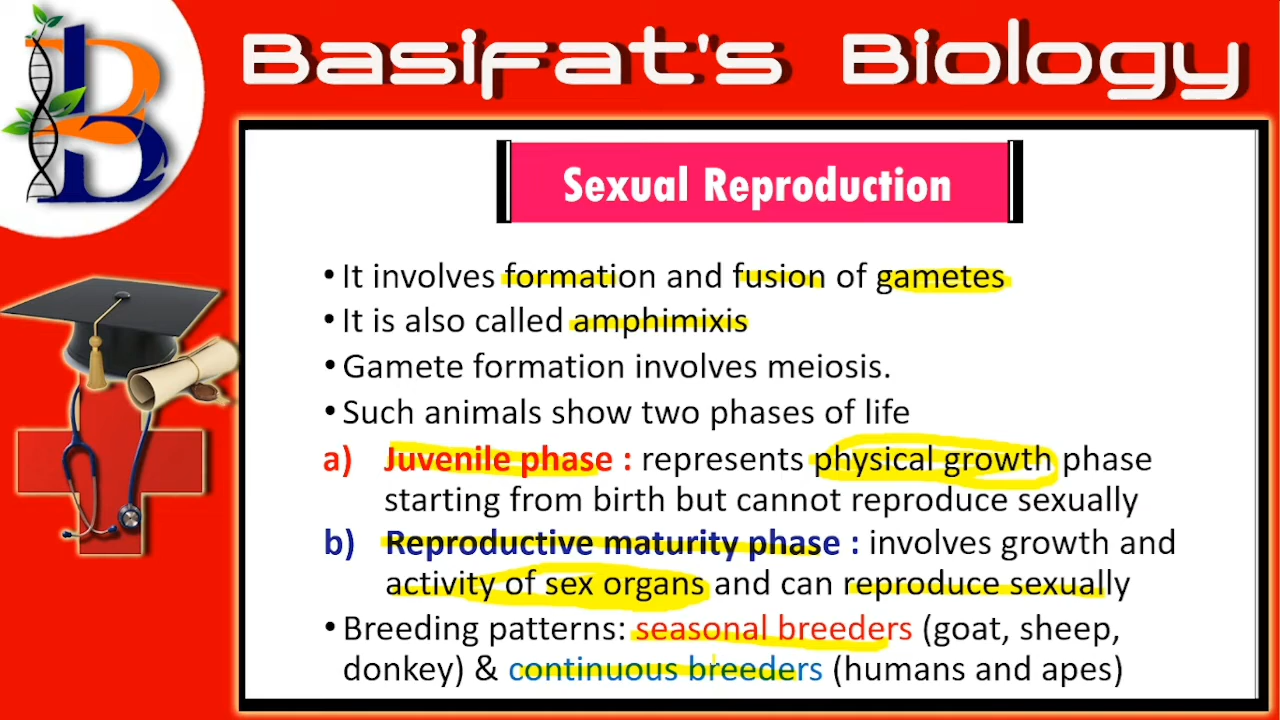 Basifat's Biology
Sexual Reproduction
• It involves formation and fusion of gametes
• It is also called amphimixis
• Gamete formation involves meiosis.
• Such animals show two phases of life
a) Juvenile phase : represents physical growth phase
starting from birth but cannot reproduce sexually
b) Reproductive maturity phase : involves growth and
activity of sex organs and can reproduce sexually
• Breeding patterns: seasonal breeders (goat, sheep,
donkey) & continuous breeders (humans and apes)